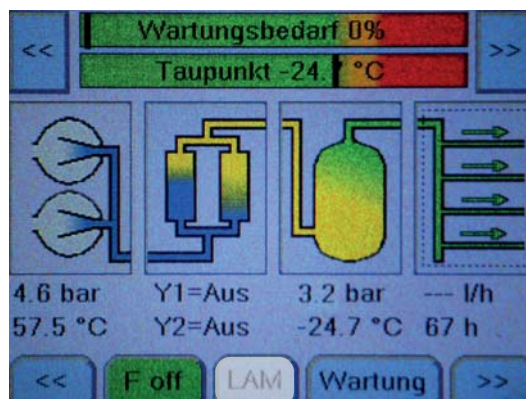 << Wartungsbedarf 0% >>
Taupunkt -24.7 °C
4.6 bar Y1=Aus 3.2 bar --- l/h
57.5 °C Y2=Aus -24.7 °C 67 h
<< F off LAM Wartung >>